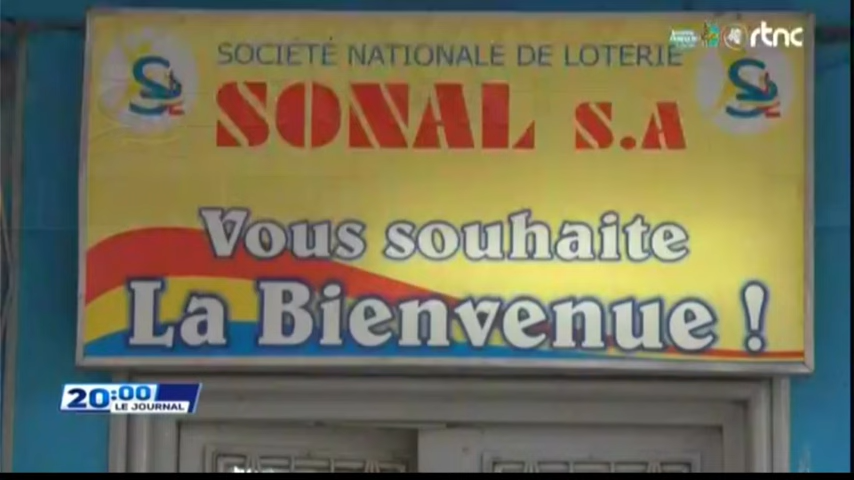 rtnc
SOCIÉTÉ NATIONALE DE LOTERIE
SONAL S.A
Vous souhaite
La Bienvenue !
20:00
LE JOURNAL